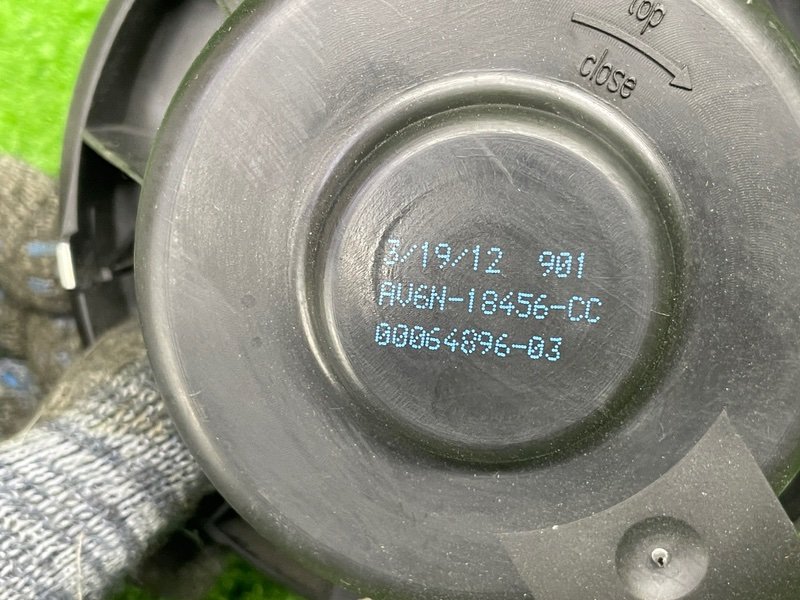 top
close
3/19/12 901
AV6N-18456-CC
00064896-03